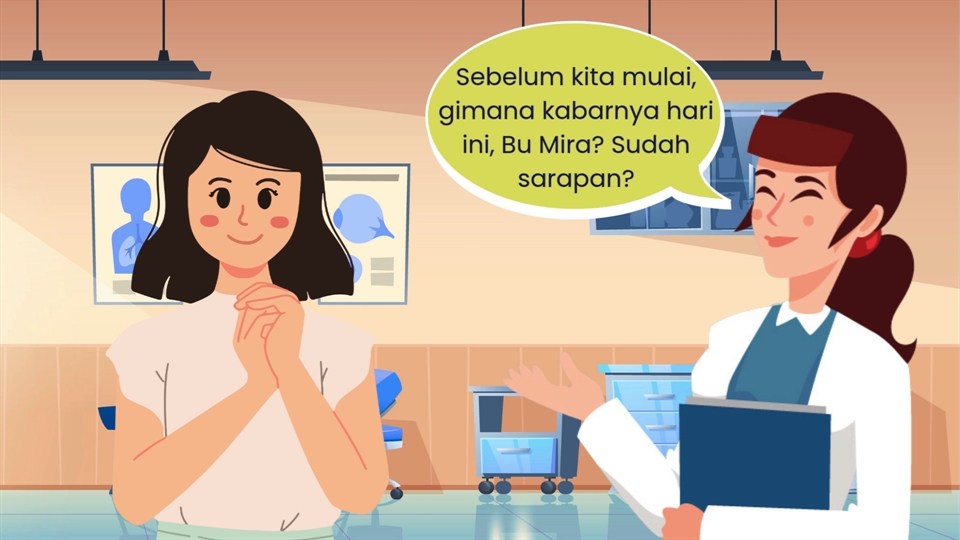 Sebelum kita mulai,
gimana kabarnya hari
ini, Bu Mira? Sudah
sarapan?